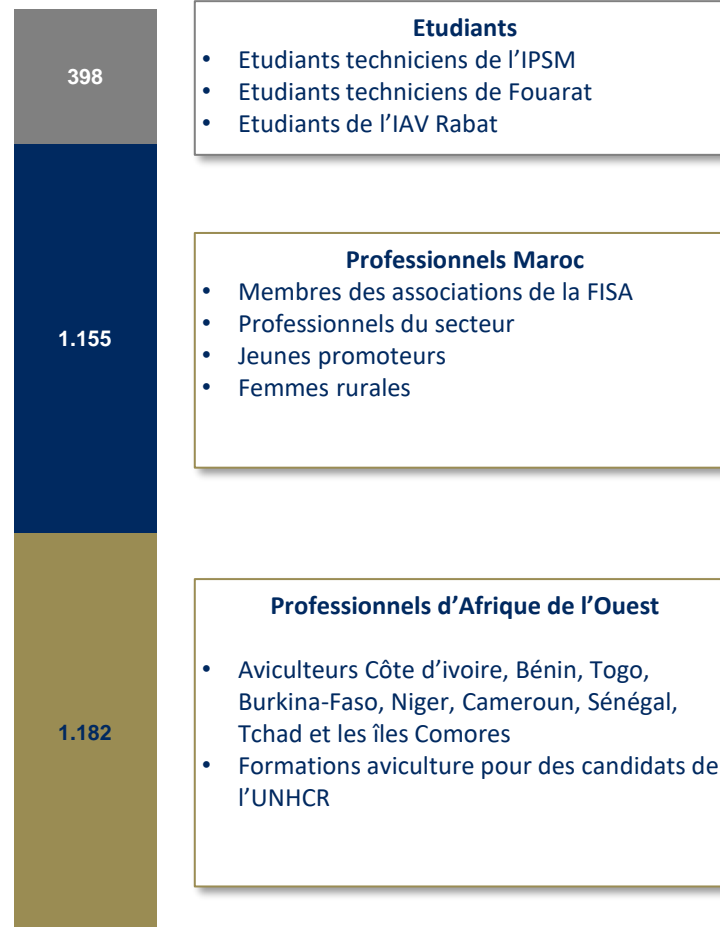 398
Etudiants
• Etudiants techniciens de l’IPSM
• Etudiants techniciens de Fouarat
• Etudiants de l’IAV Rabat
1.155
Professionnels Maroc
• Membres des associations de la FISA
• Professionnels du secteur
• Jeunes promoteurs
• Femmes rurales
1.182
Professionnels d’Afrique de l’Ouest
• Aviculteurs Côte d’ivoire, Bénin, Togo,
Burkina-Faso, Niger, Cameroun, Sénégal,
Tchad et les îles Comores
• Formations aviculture pour des candidats de
l’UNHCR